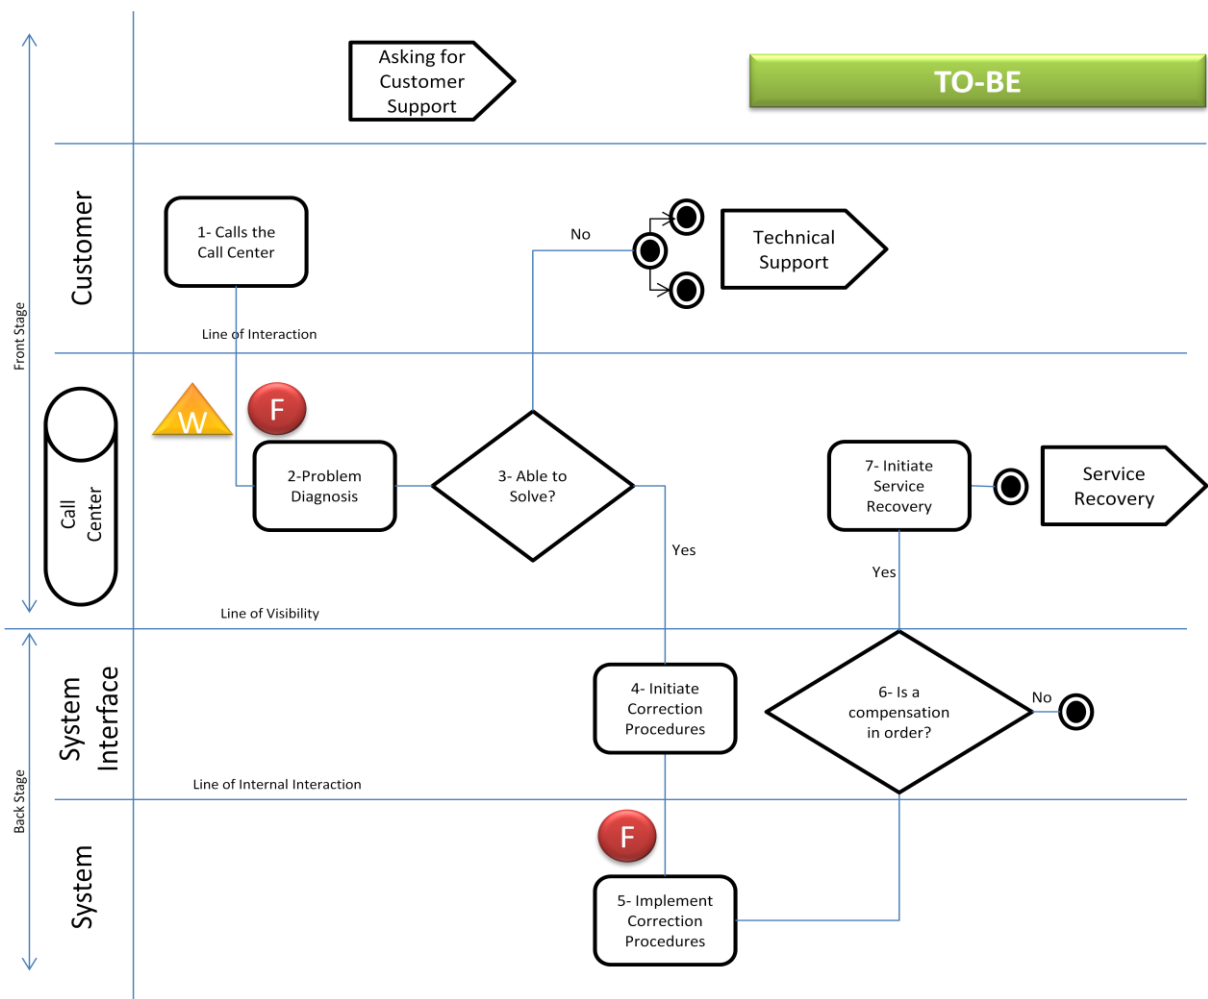 Asking for
Customer
Support
TO-BE
Front Stage
Customer
1- Calls the
Call Center
No
Technical
Support
Line of Interaction
Call
Center
W
F
2-Problem
Diagnosis
3- Able to
Solve?
7- Initiate
Service
Recovery
Service
Recovery
Yes
Yes
Line of Visibility
Back Stage
System
Interface
4- Initiate
Correction
Procedures
6- Is a
compensation
in order?
No
Line of Internal Interaction
System
F
5- Implement
Correction
Procedures